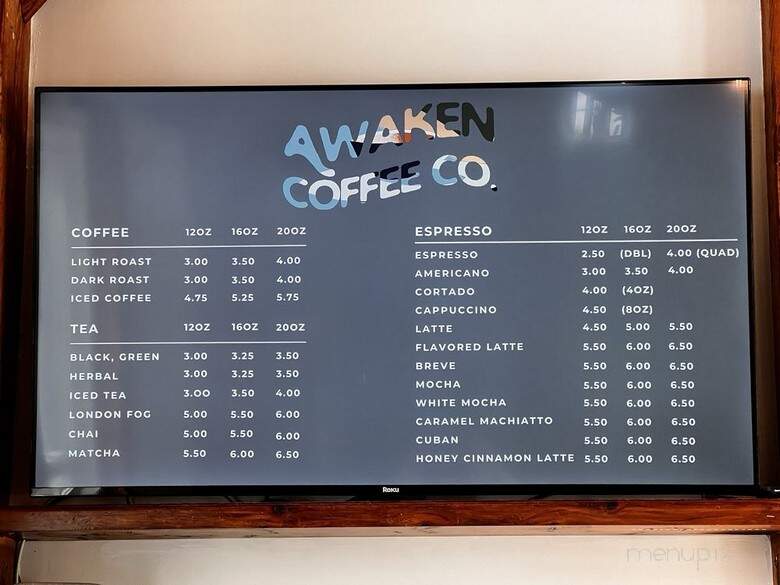 AWAKEN
COFFEE CO.
COFFEE 12OZ 16OZ 20OZ
LIGHT ROAST 3.00 3.50 4.00
DARK ROAST 3.00 3.50 4.00
ICED COFFEE 4.75 5.25 5.75
TEA 12OZ 16OZ 20OZ
BLACK, GREEN 3.00 3.25 3.50
HERBAL 3.00 3.25 3.50
ICED TEA 3.00 3.50 4.00
LONDON FOG 5.00 5.50 6.00
CHAI 5.00 5.50 6.00
MATCHA 5.50 6.00 6.50
ESPRESSO 12OZ 16OZ 20OZ
ESPRESSO 2.50 (DBL) 4.00 (QUAD)
AMERICANO 3.00 3.50 4.00
CORTADO 4.00 (4OZ)
CAPPUCCINO 4.50 (8OZ)
LATTE 4.50 5.00 5.50
FLAVORED LATTE 5.50 6.00 6.50
BREVE 5.50 6.00 6.50
MOCHA 5.50 6.00 6.50
WHITE MOCHA 5.50 6.00 6.50
CARAMEL MACHIATTO 5.50 6.00 6.50
CUBAN 5.50 6.00 6.50
HONEY CINNAMON LATTE 5.50 6.00 6.50
Roku